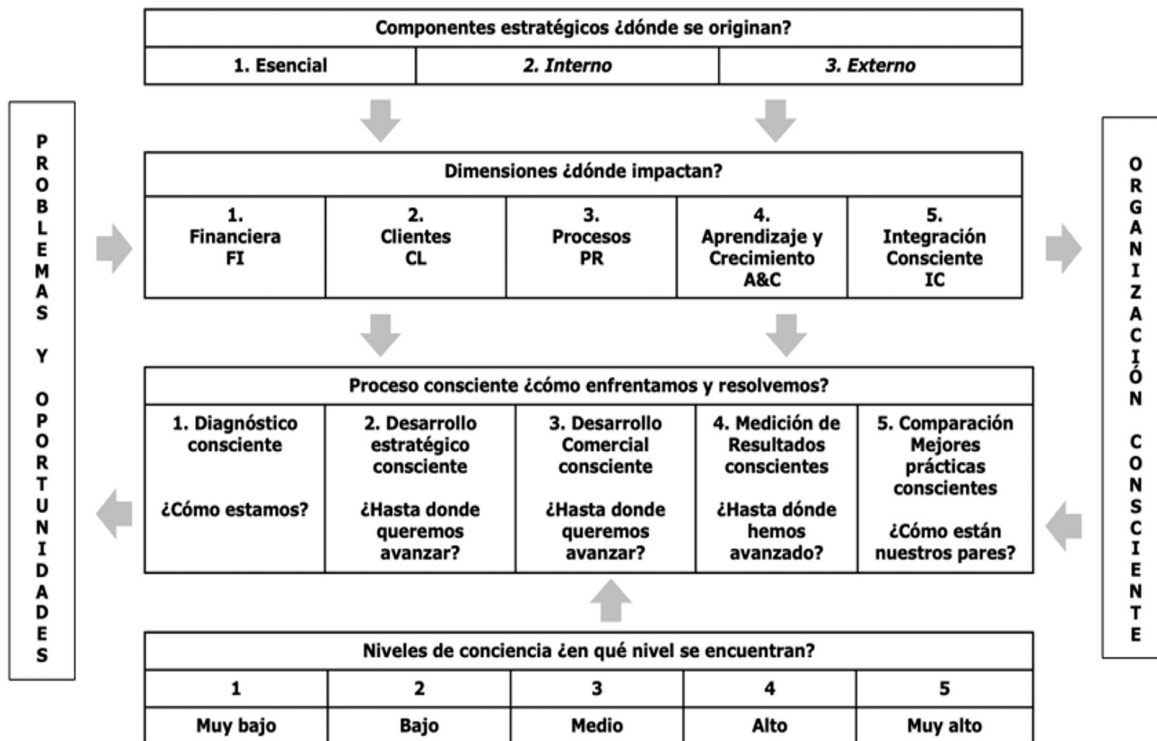 Componentes estratégicos ¿dónde se originan?
1. Esencial
2. Interno
3. Externo
PROBLEMAS Y OPORTUNIDADES
Dimensiones ¿dónde impactan?
1.
Financiera
FI
2.
Clientes
CL
3.
Procesos
PR
4.
Aprendizaje y
Crecimiento
A&C
5.
Integración
Consciente
IC
Proceso consciente ¿cómo enfrentamos y resolvemos?
1. Diagnóstico
consciente
¿Cómo estamos?
2. Desarrollo
estratégico
consciente
¿Hasta donde
queremos
avanzar?
3. Desarrollo
Comercial
consciente
¿Hasta donde
queremos
avanzar?
4. Medición de
Resultados
conscientes
¿Hasta dónde
hemos
avanzado?
5. Comparación
Mejores
prácticas
conscientes
¿Cómo están
nuestros pares?
Niveles de conciencia ¿en qué nivel se encuentran?
1
2
3
4
5
Muy bajo
Bajo
Medio
Alto
Muy alto
ORGANIZACIÓN CONSCIENTE